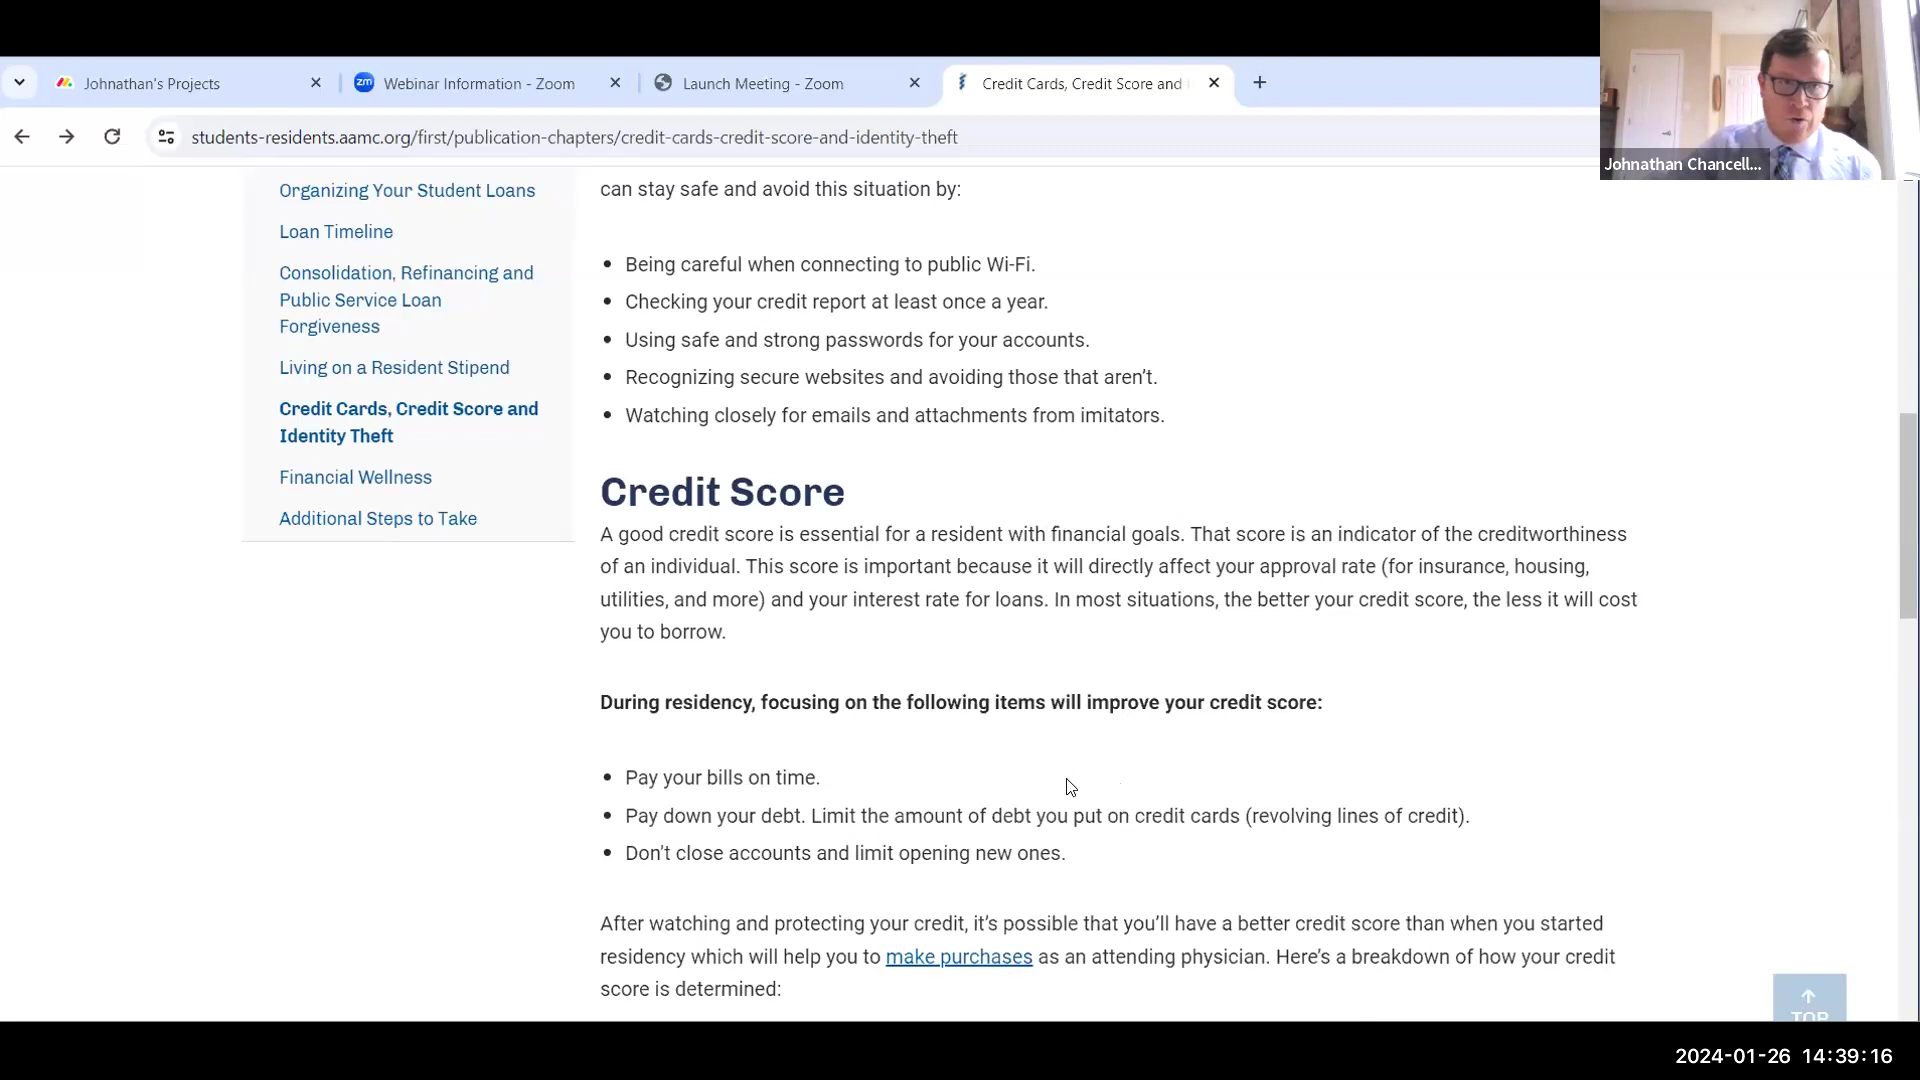 Johnathan's Projects
Webinar Information - Zoom
Launch Meeting - Zoom
Credit Cards, Credit Score and
students-residents.aamc.org/first/publication-chapters/credit-cards-credit-score-and-identity-theft
Johnathan Chancell...
Organizing Your Student Loans
Loan Timeline
Consolidation, Refinancing and
Public Service Loan
Forgiveness
Living on a Resident Stipend
Credit Cards, Credit Score and
Identity Theft
Financial Wellness
Additional Steps to Take
can stay safe and avoid this situation by:
• Being careful when connecting to public Wi-Fi.
• Checking your credit report at least once a year.
• Using safe and strong passwords for your accounts.
• Recognizing secure websites and avoiding those that aren't.
• Watching closely for emails and attachments from imitators.
Credit Score
A good credit score is essential for a resident with financial goals. That score is an indicator of the creditworthiness
of an individual. This score is important because it will directly affect your approval rate (for insurance, housing,
utilities, and more) and your interest rate for loans. In most situations, the better your credit score, the less it will cost
you to borrow.
During residency, focusing on the following items will improve your credit score:
• Pay your bills on time.
• Pay down your debt. Limit the amount of debt you put on credit cards (revolving lines of credit).
• Don't close accounts and limit opening new ones.
After watching and protecting your credit, it's possible that you'll have a better credit score than when you started
residency which will help you to make purchases as an attending physician. Here's a breakdown of how your credit
score is determined:
TOP
2024-01-26 14:39:16